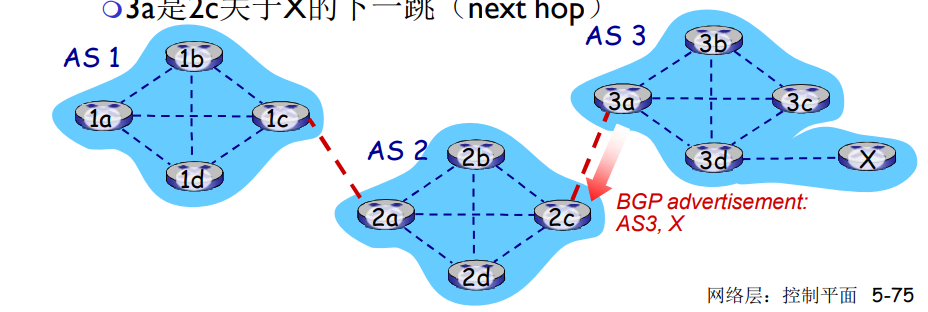 3a是2c关于X的下一跳（next hop）
AS 1
1b
1a
1c
1d
AS 2
2b
2a
2c
2d
AS 3
3b
3a
3c
3d
X
BGP advertisement:
AS3, X
网络层：控制平面 5-75